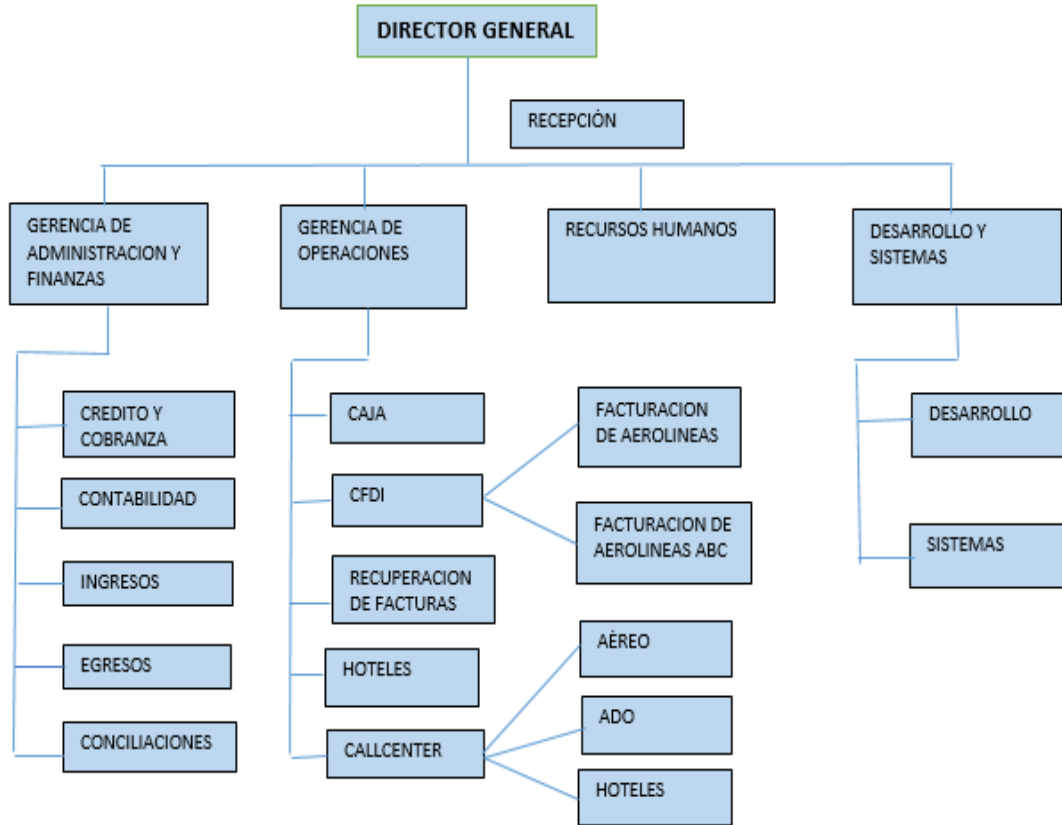 DIRECTOR GENERAL
RECEPCIÒN
GERENCIA DE
ADMINISTRACION Y
FINANZAS
GERENCIA DE
OPERACIONES
RECURSOS HUMANOS
DESARROLLO Y
SISTEMAS
CREDITO Y
COBRANZA
CONTABILIDAD
INGRESOS
EGRESOS
CONCILIACIONES
CAJA
CFDI
RECUPERACION
DE FACTURAS
HOTELES
CALLCENTER
FACTURACION
DE AEROLINEAS
FACTURACION DE
AEROLINEAS ABC
AÈREO
ADO
HOTELES
DESARROLLO
SISTEMAS